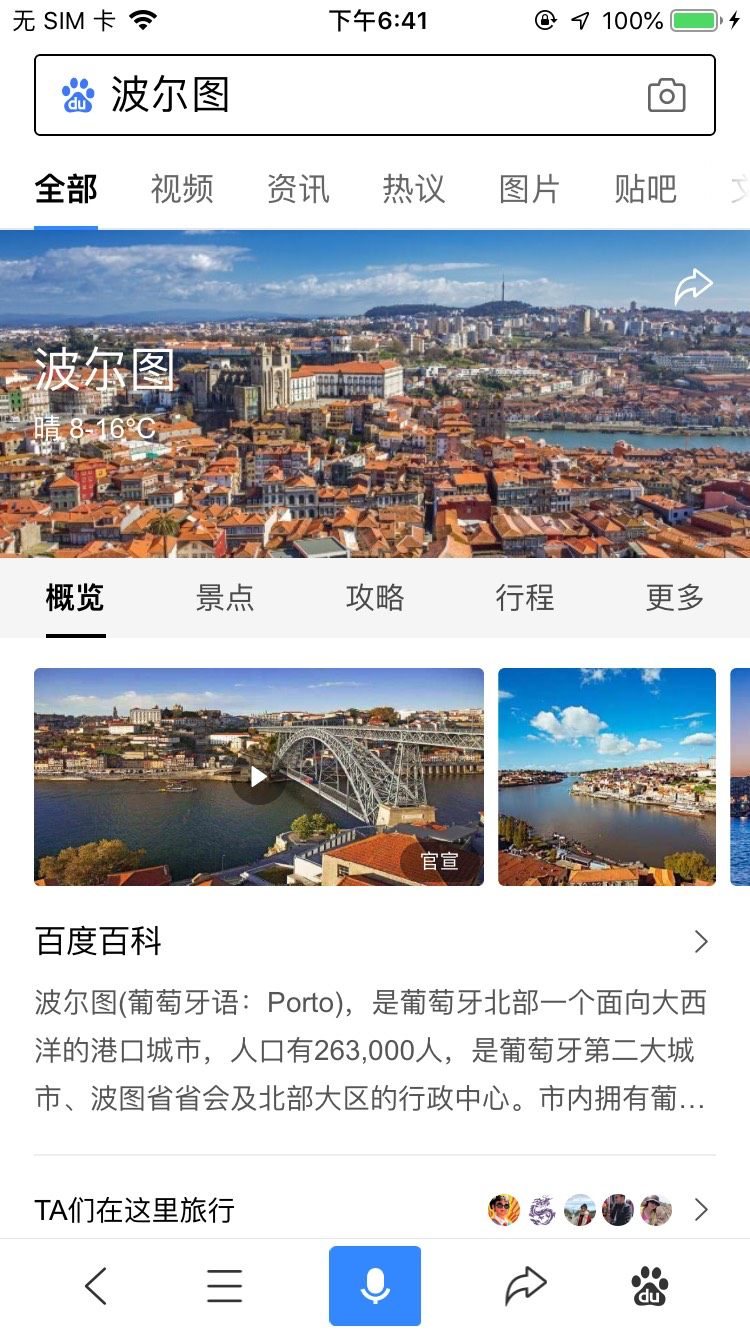 无 SIM 卡
下午6:41
100%
du 波尔图
全部 视频 资讯 热议 图片 贴吧
波尔图
晴 8-16℃
概览 景点 攻略 行程 更多
官宣
百度百科
波尔图(葡萄牙语：Porto)，是葡萄牙北部一个面向大西
洋的港口城市，人口有263,000人，是葡萄牙第二大城
市、波图省省会及北部大区的行政中心。市内拥有葡...
TA们在这里旅行
du